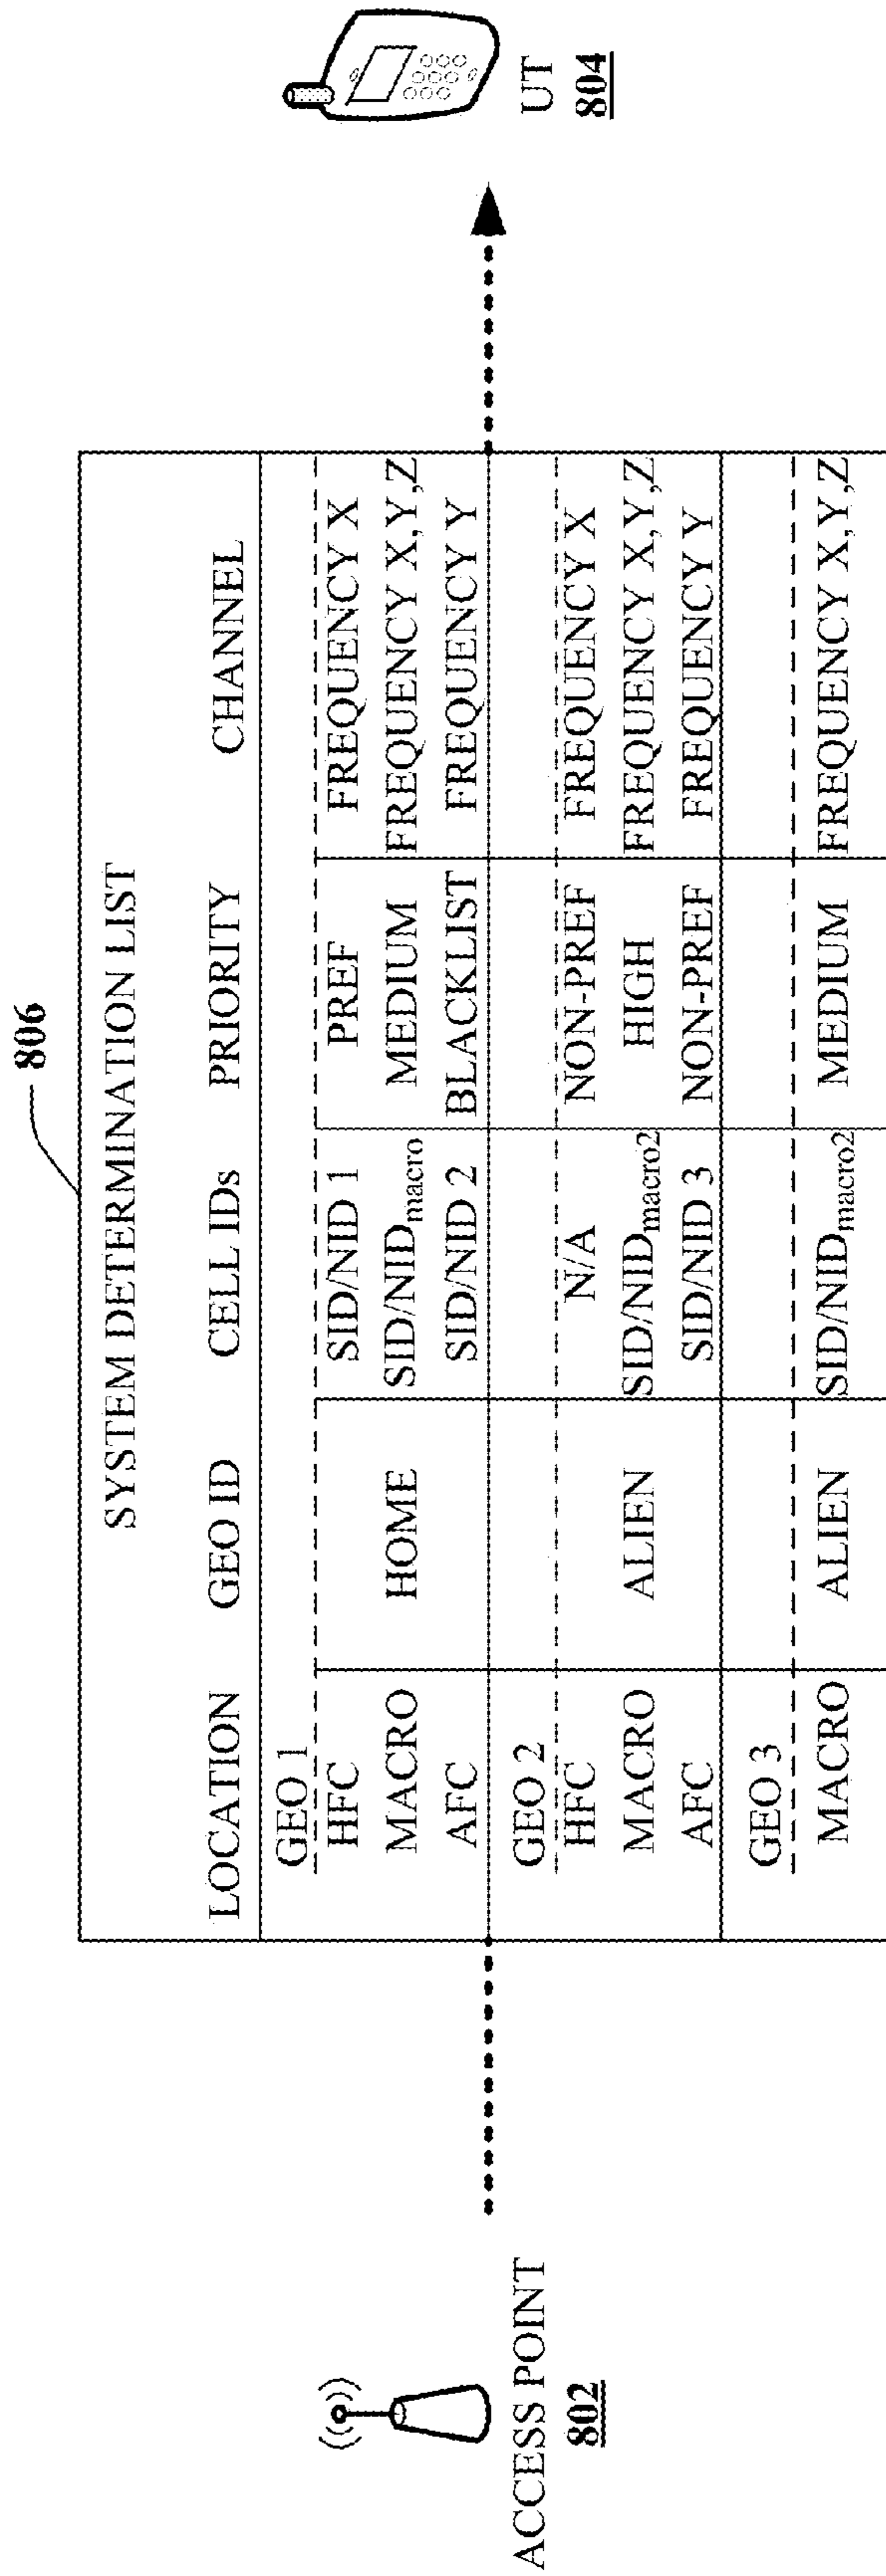 806
SYSTEM DETERMINATION LIST
LOCATION GEO ID CELL IDs PRIORITY CHANNEL
GEO 1
HFC SID/NID 1 PREF FREQUENCY X
MACRO HOME SID/NIDmacro MEDIUM FREQUENCY X,Y,Z
AFC SID/NID 2 BLACKLIST FREQUENCY Y
GEO 2
HFC N/A NON-PREF FREQUENCY X
MACRO ALIEN SID/NIDmacro2 HIGH FREQUENCY X,Y,Z
AFC SID/NID 3 NON-PREF FREQUENCY Y
GEO 3
MACRO ALIEN SID/NIDmacro2 MEDIUM FREQUENCY X,Y,Z
ACCESS POINT
802
UT
804